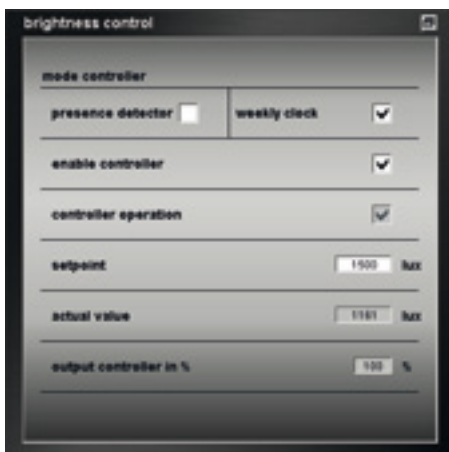 brightness control
mode controller
presence detector weekly clock
enable controller
controller operation
setpoint 1500 lux
actual value 1161 lux
output controller in % 100 %